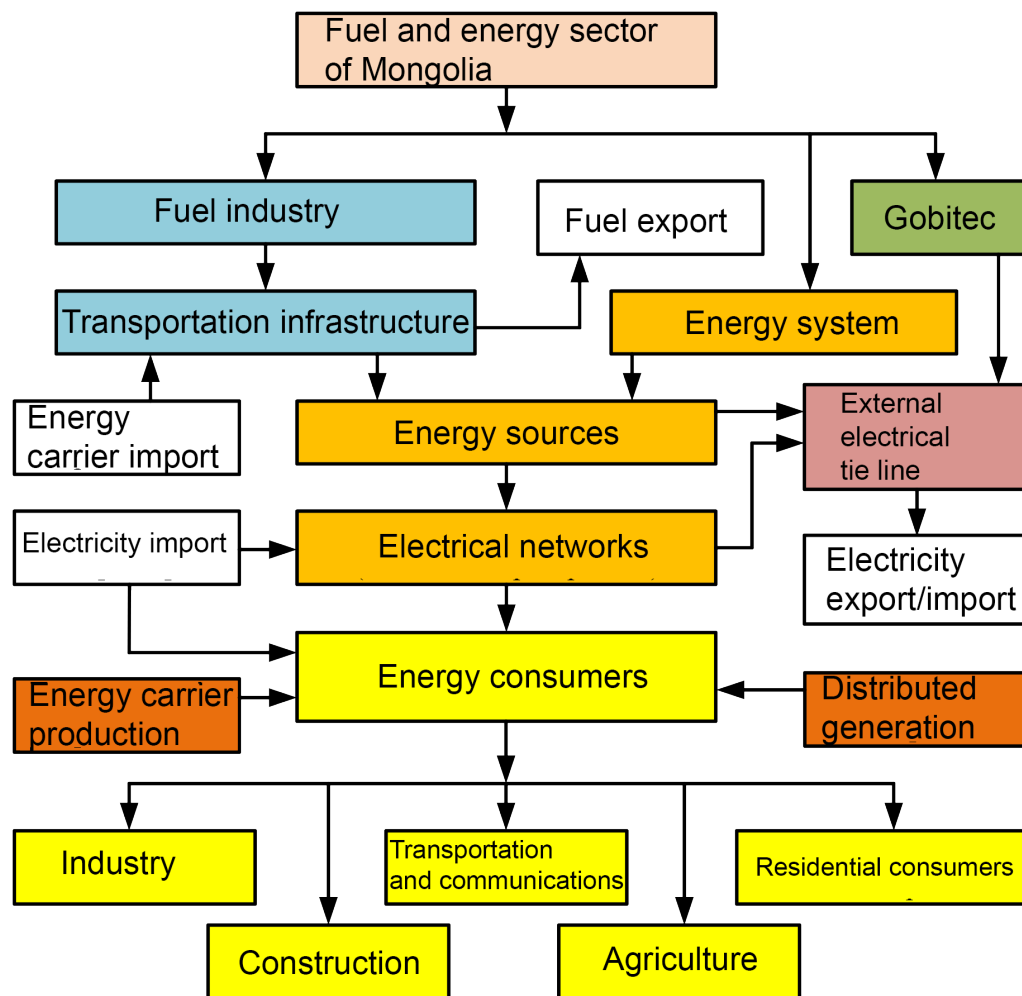 Fuel and energy sector
of Mongolia
Fuel industry
Fuel export
Gobitec
Transportation infrastructure
Energy system
Energy
carrier import
Energy sources
External
electrical
tie line
Electricity import
Electrical networks
Electricity
export/import
Energy consumers
Energy carrier
production
Distributed
generation
Industry
Transportation
and communications
Residential consumers
Construction
Agriculture